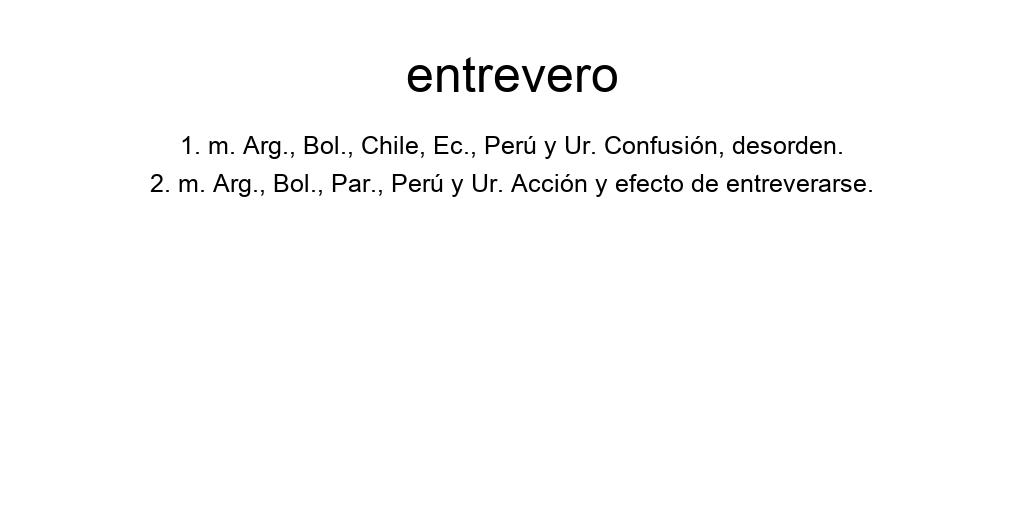 entrevero
1. m. Arg., Bol., Chile, Ec., Perú y Ur. Confusión, desorden.
2. m. Arg., Bol., Par., Perú y Ur. Acción y efecto de entreverarse.